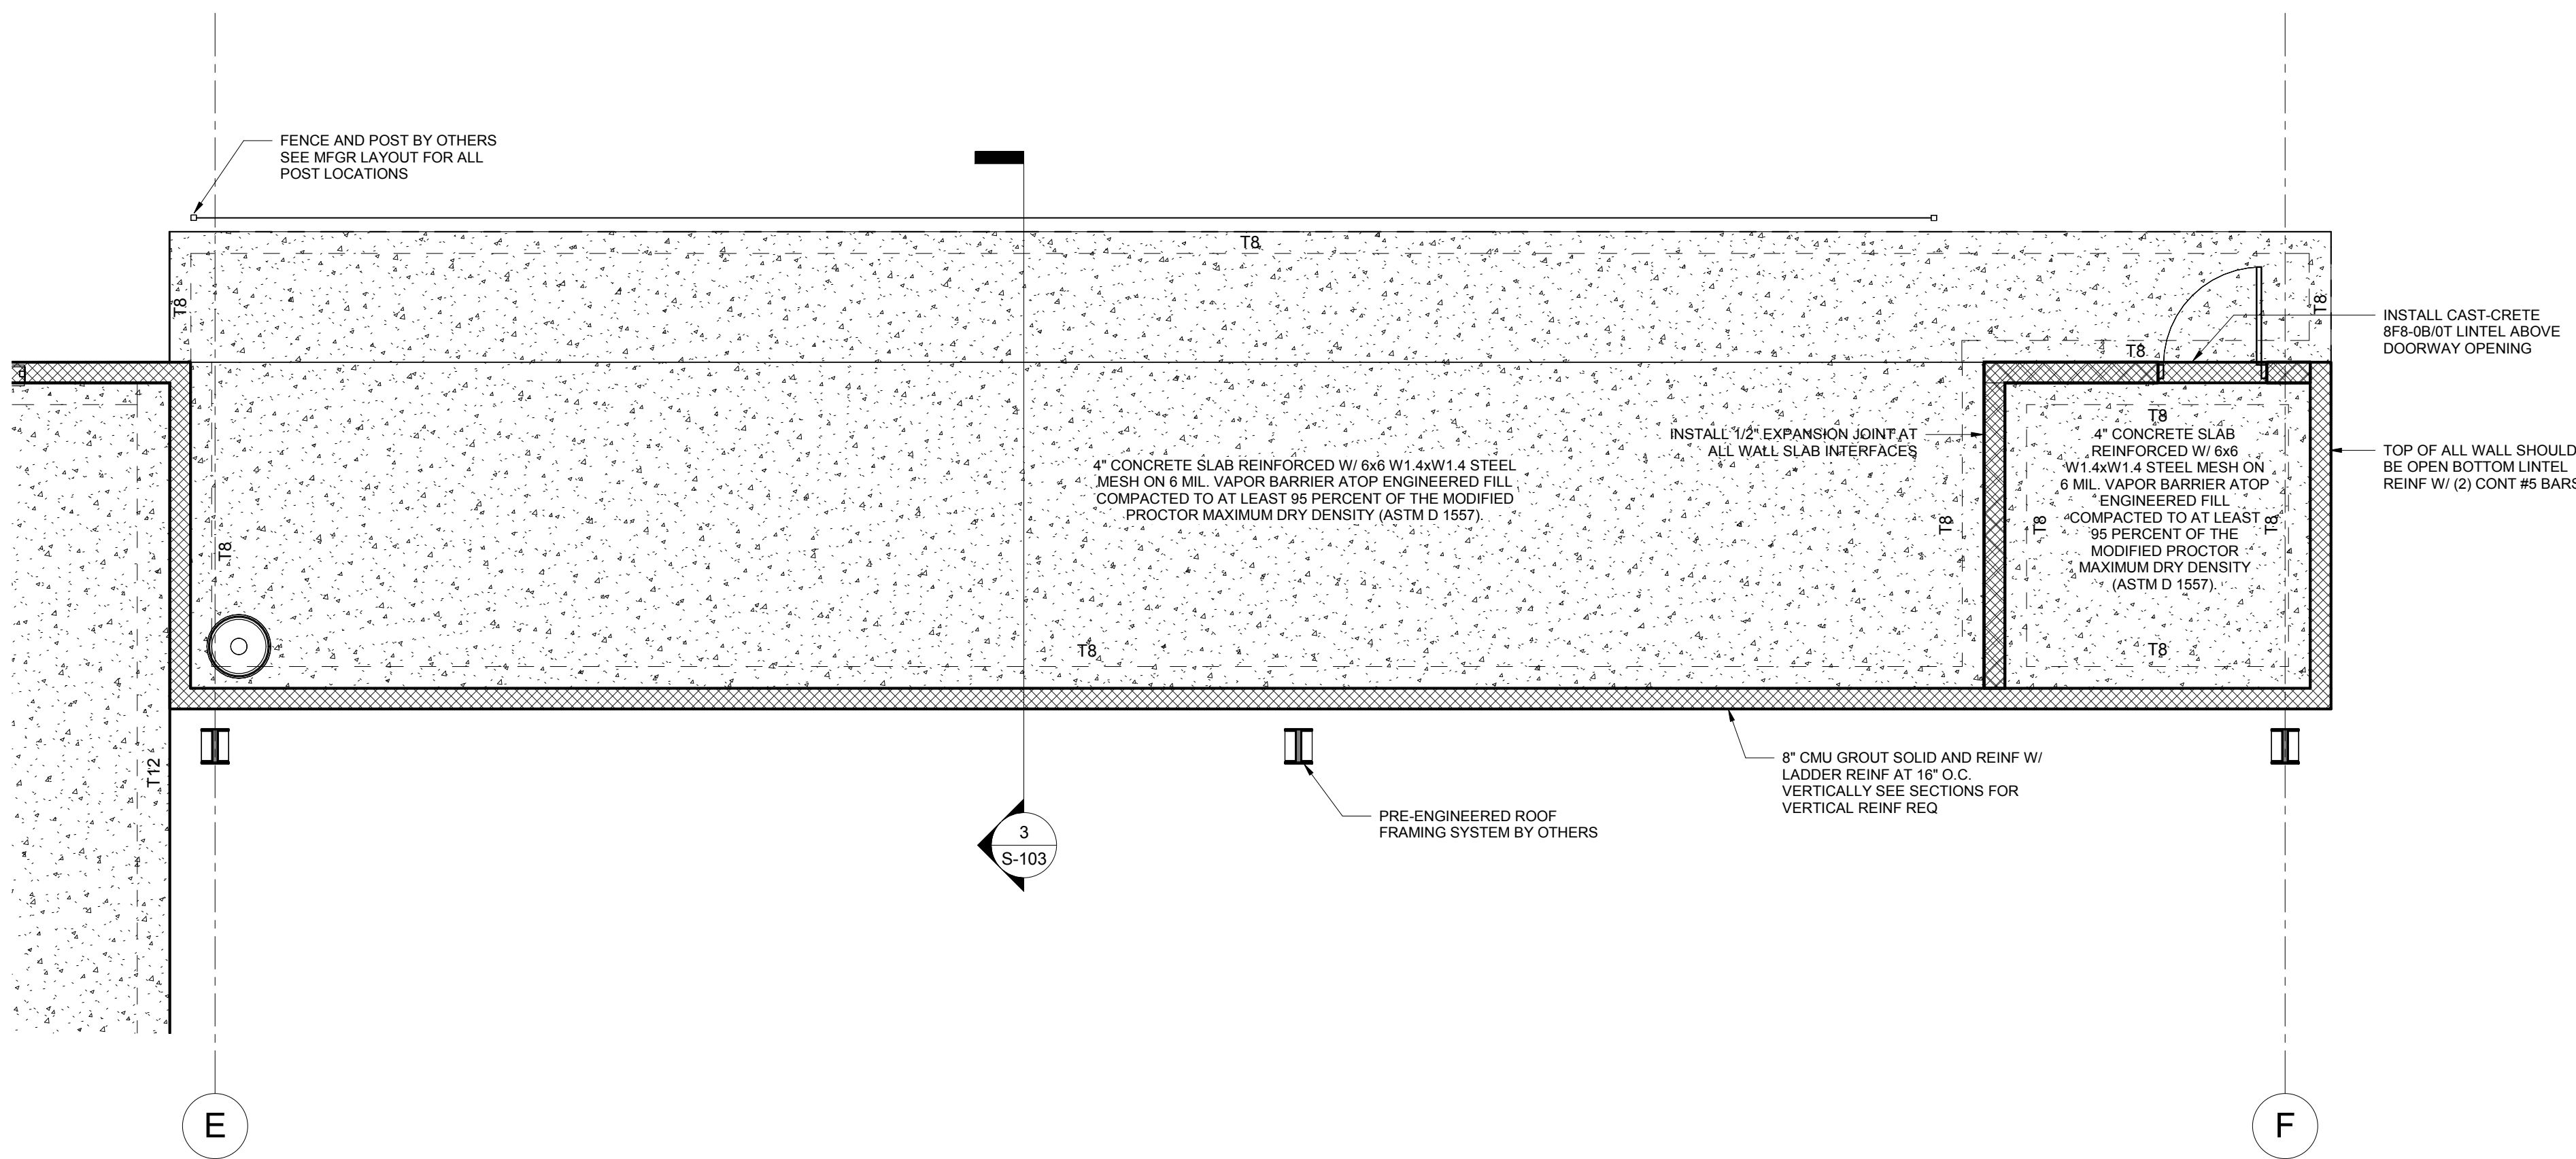 FENCE AND POST BY OTHERS
SEE MFGR LAYOUT FOR ALL
POST LOCATIONS
T8
T8
T8
INSTALL CAST-CRETE
8F8-0B/0T LINTEL ABOVE
DOORWAY OPENING
T8
T8
INSTALL 1/2" EXPANSION JOINT AT
ALL WALL SLAB INTERFACES
4" CONCRETE SLAB
REINFORCED W/ 6x6
W1.4xW1.4 STEEL MESH ON
6 MIL. VAPOR BARRIER ATOP
ENGINEERED FILL
COMPACTED TO AT LEAST
95 PERCENT OF THE
MODIFIED PROCTOR
MAXIMUM DRY DENSITY
(ASTM D 1557).
TOP OF ALL WALL SHOULD
BE OPEN BOTTOM LINTEL
REINF W/ (2) CONT #5 BARS
4" CONCRETE SLAB REINFORCED W/ 6x6 W1.4xW1.4 STEEL
MESH ON 6 MIL. VAPOR BARRIER ATOP ENGINEERED FILL
COMPACTED TO AT LEAST 95 PERCENT OF THE MODIFIED
PROCTOR MAXIMUM DRY DENSITY (ASTM D 1557).
T8
T8
T8
T8
T8
T8
T12
8" CMU GROUT SOLID AND REINF W/
LADDER REINF AT 16" O.C.
VERTICALLY SEE SECTIONS FOR
VERTICAL REINF REQ
PRE-ENGINEERED ROOF
FRAMING SYSTEM BY OTHERS
3
S-103
E
F